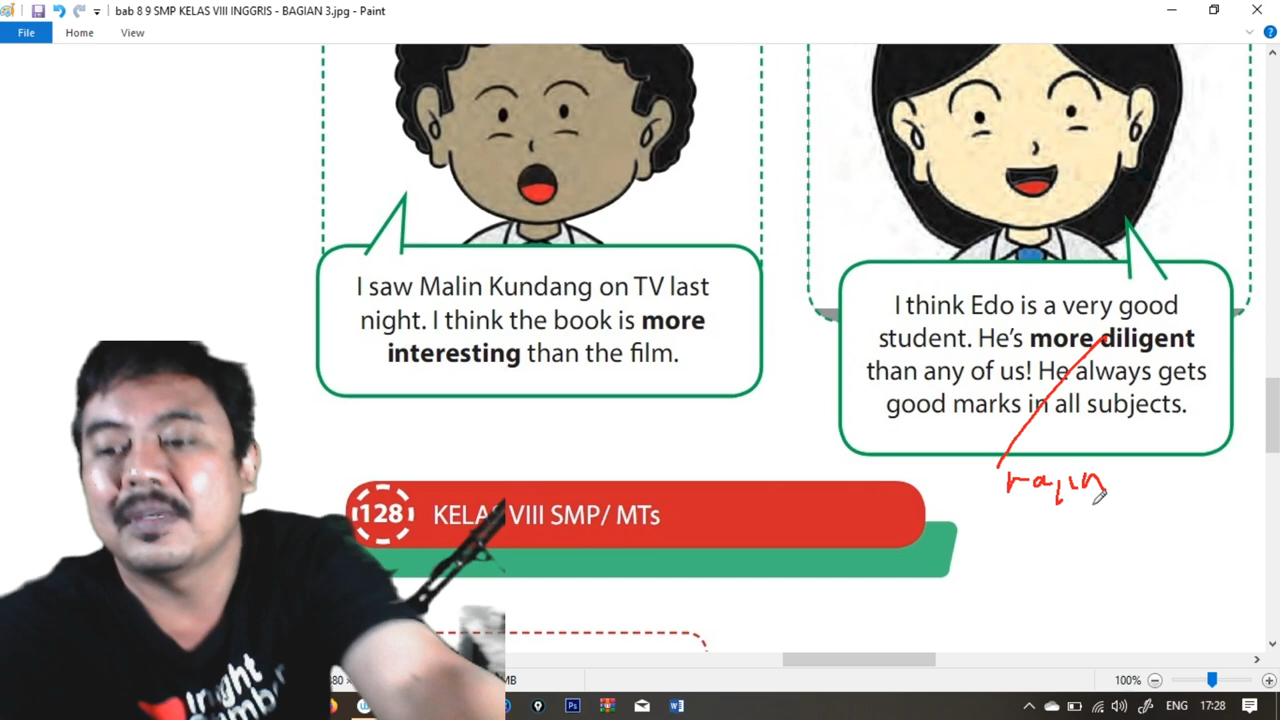 bab 8 9 SMP KELAS VIII INGGRIS - BAGIAN 3.jpg - Paint
File Home View
I saw Malin Kundang on TV last
night. I think the book is more
interesting than the film.
I think Edo is a very good
student. He's more diligent
than any of us! He always gets
good marks in all subjects.
rajin
128 KELAS VIII SMP/ MTs
100%
ENG 17:28